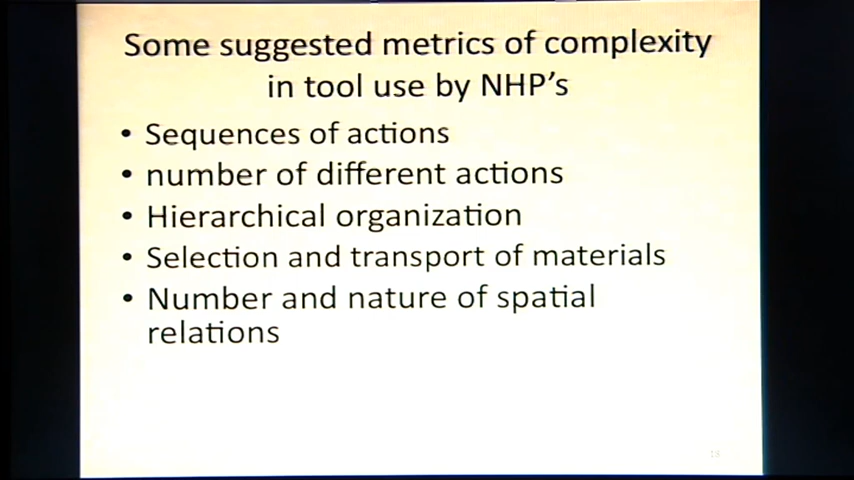 Some suggested metrics of complexity
in tool use by NHP's
• Sequences of actions
• number of different actions
• Hierarchical organization
• Selection and transport of materials
• Number and nature of spatial
relations
13